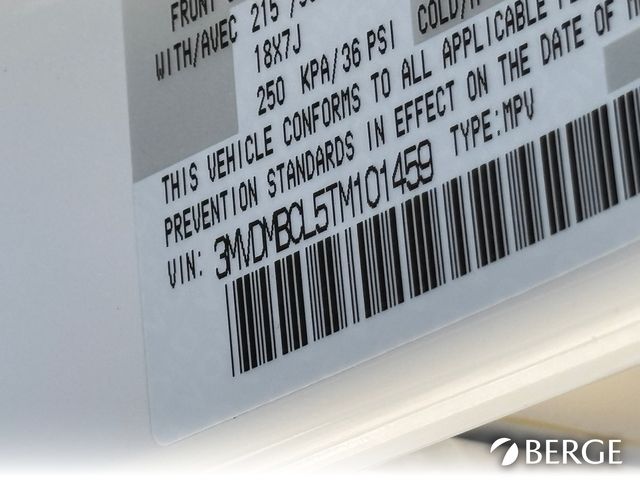 FRONT
WITH/AVEC 215
COLD/
18X7J
250 KPA/36 PSI
THIS VEHICLE CONFORMS TO ALL APPLICABLE
PREVENTION STANDARDS IN EFFECT ON THE DATE OF
VIN: 3MVDMBCL5TM101459 TYPE:MPV
BERGE